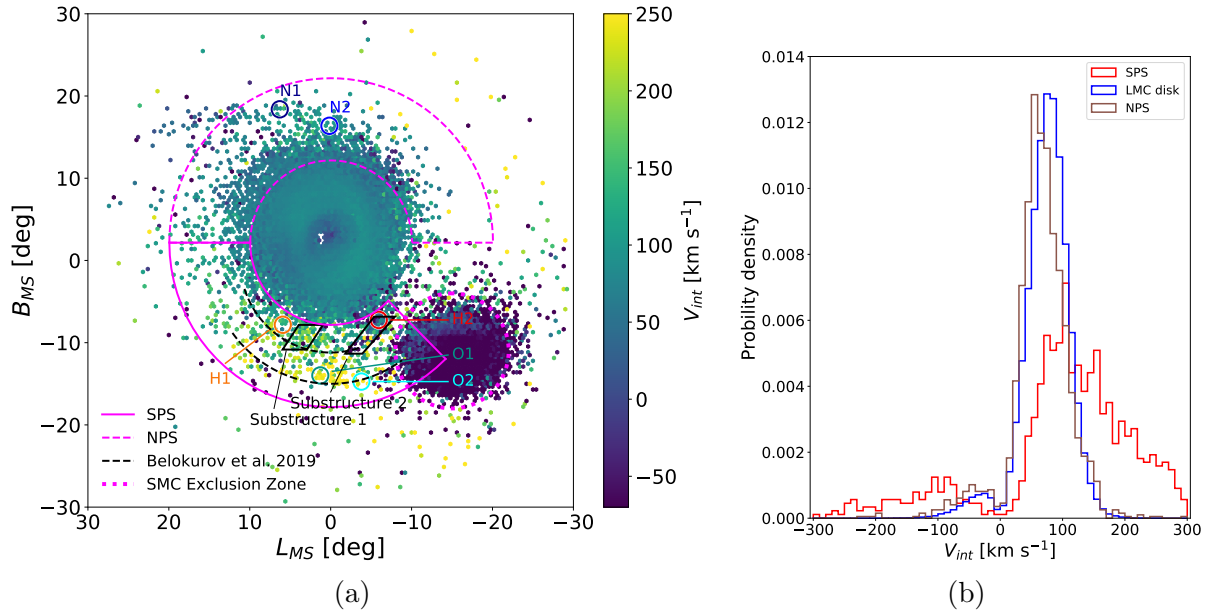 30
20
10
0
−10
−20
−30
B_MS [deg]
30
20
10
0
−10
−20
−30
L_MS [deg]
N1
N2
H1
H2
O1
O2
Substructure 2
Substructure 1
SPS
NPS
Belokurov et al. 2019
SMC Exclusion Zone
250
200
150
100
50
0
−50
V_int [km s⁻¹]
(a)
0.014
0.012
0.010
0.008
0.006
0.004
0.002
0.000
Probility density
−300
−200
−100
0
100
200
300
V_int [km s⁻¹]
SPS
LMC disk
NPS
(b)